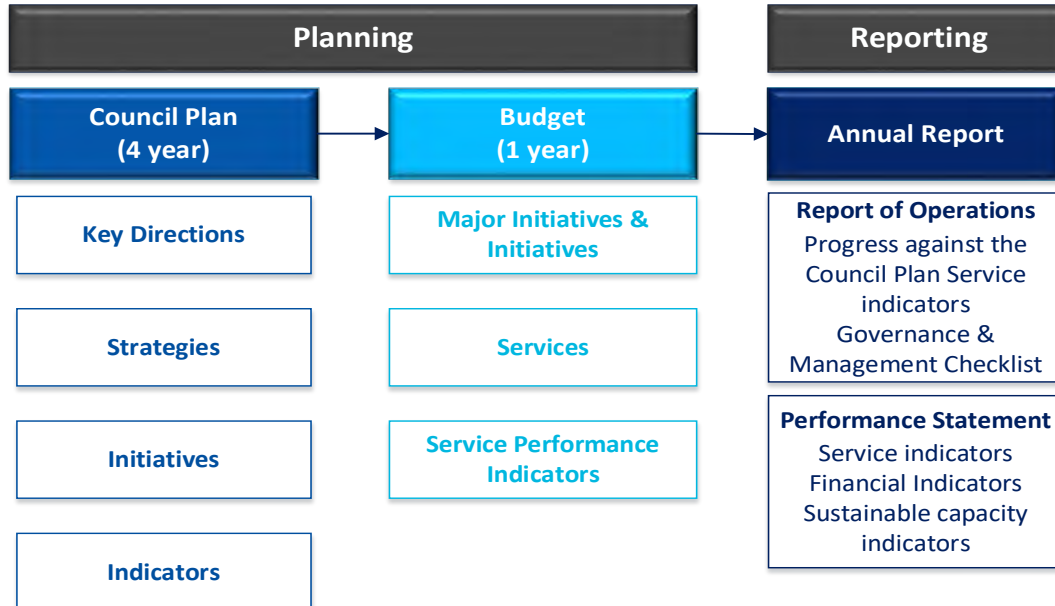 Planning
Reporting
Council Plan
(4 year)
Budget
(1 year)
Annual Report
Key Directions
Strategies
Initiatives
Indicators
Major Initiatives &
Initiatives
Services
Service Performance
Indicators
Report of Operations
Progress against the
Council Plan Service
indicators
Governance &
Management Checklist
Performance Statement
Service indicators
Financial Indicators
Sustainable capacity
indicators